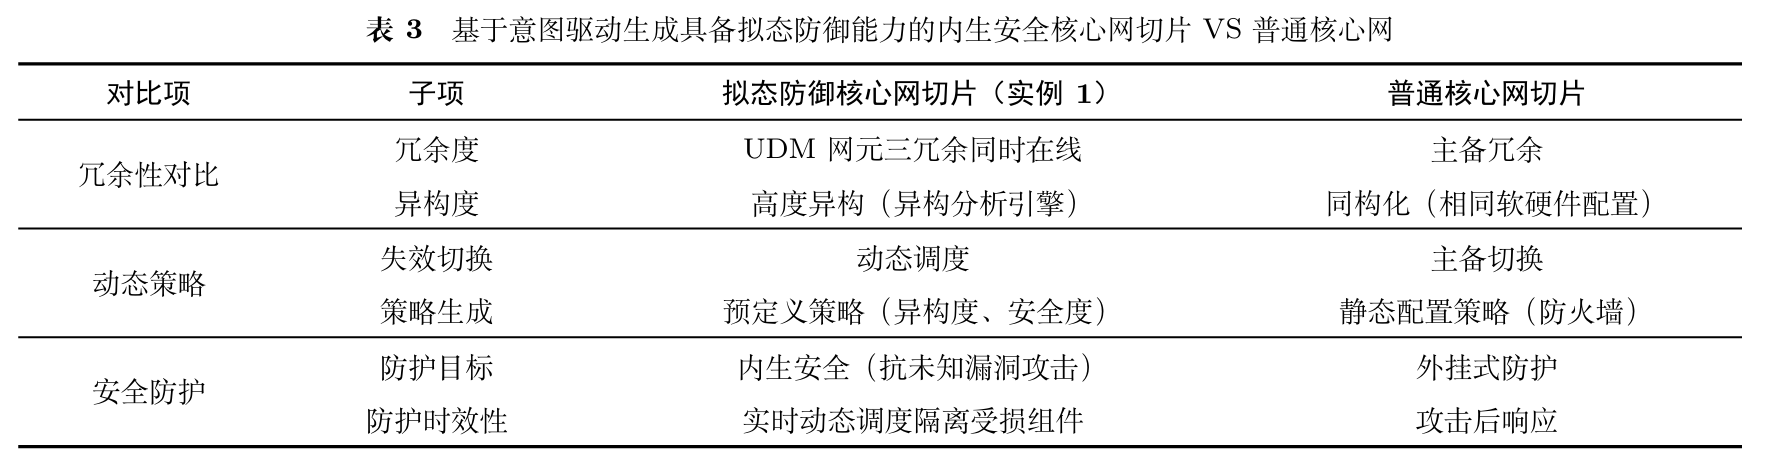 表 3 基于意图驱动生成具备拟态防御能力的内生安全核心网切片 VS 普通核心网
对比项 子项 拟态防御核心网切片（实例 1） 普通核心网切片
冗余性对比 冗余度 UDM 网元三冗余同时在线 主备冗余
异构度 高度异构（异构分析引擎） 同构化（相同软硬件配置）
动态策略 失效切换 动态调度 主备切换
策略生成 预定义策略（异构度、安全度） 静态配置策略（防火墙）
安全防护 防护目标 内生安全（抗未知漏洞攻击） 外挂式防护
防护时效性 实时动态调度隔离受损组件 攻击后响应